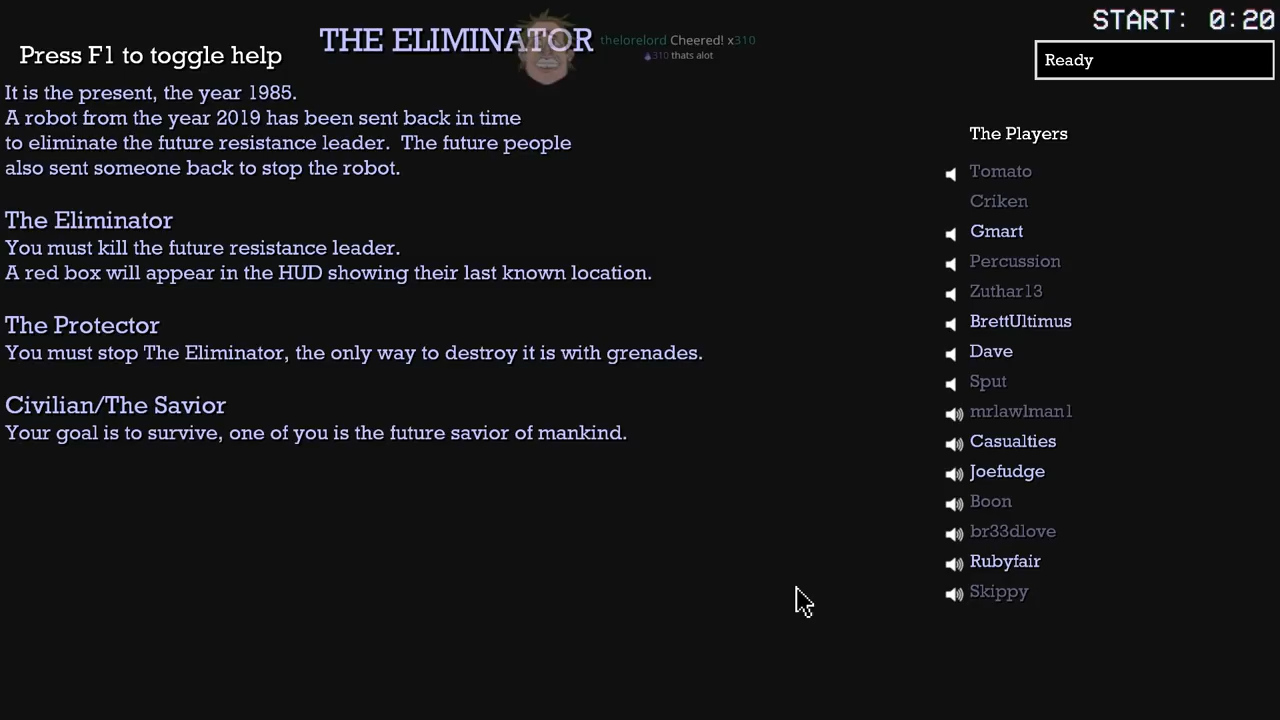 START: 0:20
THE ELIMINATOR
thelorelord Cheered! x310
310 thats alot
Press F1 to toggle help
Ready
It is the present, the year 1985.
A robot from the year 2019 has been sent back in time
to eliminate the future resistance leader. The future people
also sent someone back to stop the robot.
The Eliminator
You must kill the future resistance leader.
A red box will appear in the HUD showing their last known location.
The Protector
You must stop The Eliminator, the only way to destroy it is with grenades.
Civilian/The Savior
Your goal is to survive, one of you is the future savior of mankind.
The Players
Tomato
Criken
Gmart
Percussion
Zuthar13
BrettUltimus
Dave
Sput
mrlawlman1
Casualties
Joefudge
Boon
br33dlove
Rubyfair
Skippy